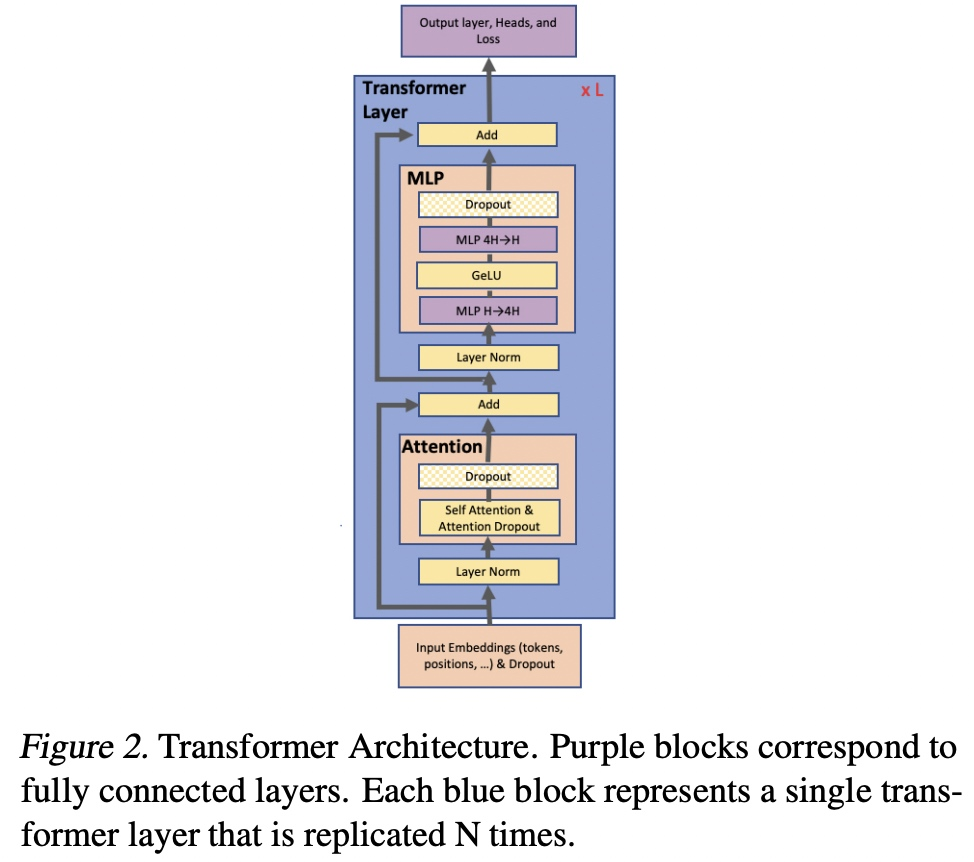 Output layer, Heads, and
Loss
Transformer
Layer
x L
Add
MLP
Dropout
MLP 4H→H
GeLU
MLP H→4H
Layer Norm
Add
Attention
Dropout
Self Attention &
Attention Dropout
Layer Norm
Input Embeddings (tokens,
positions, ...) & Dropout
Figure 2. Transformer Architecture. Purple blocks correspond to
fully connected layers. Each blue block represents a single trans-
former layer that is replicated N times.